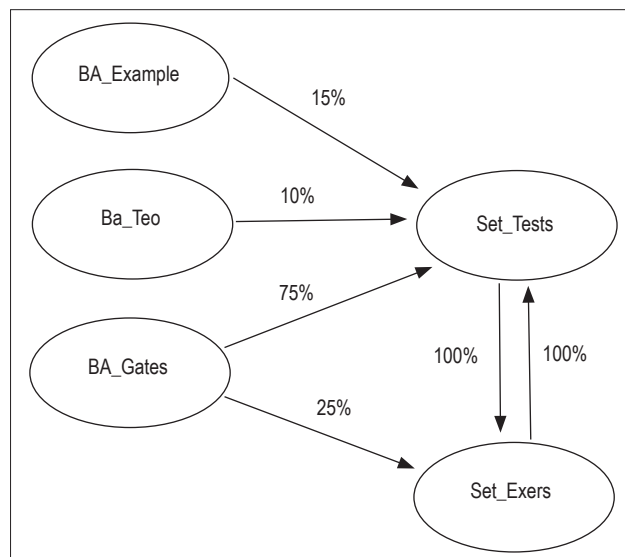 BA_Example
15%
Ba_Teo
10%
Set_Tests
75%
BA_Gates
100%
100%
25%
Set_Exers